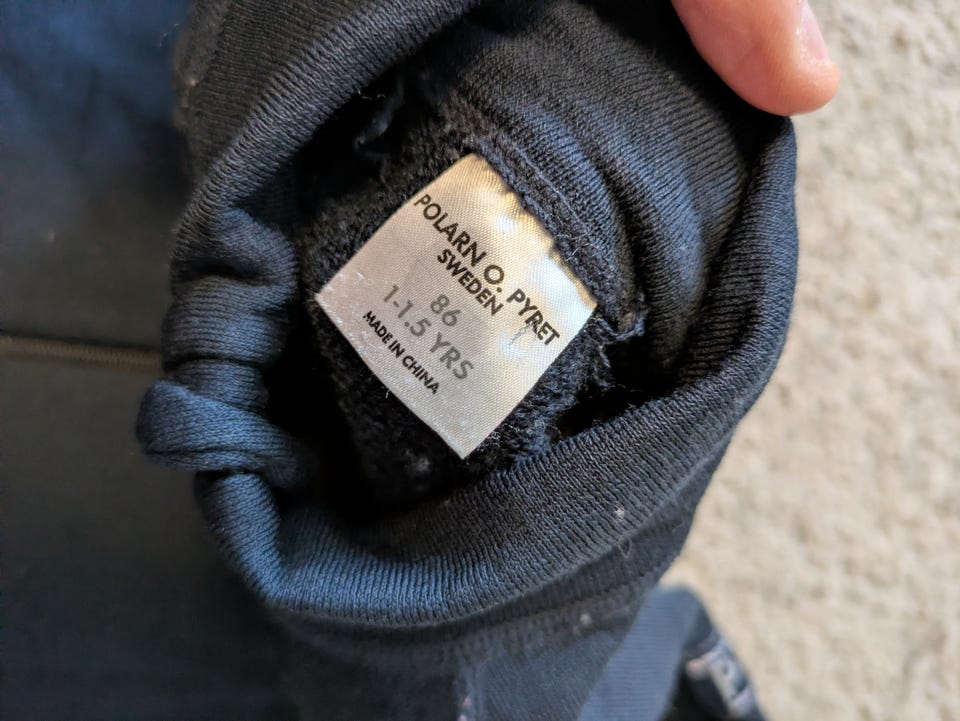 POLARN O. PYRET
SWEDEN
86
1-1.5 YRS
MADE IN CHINA